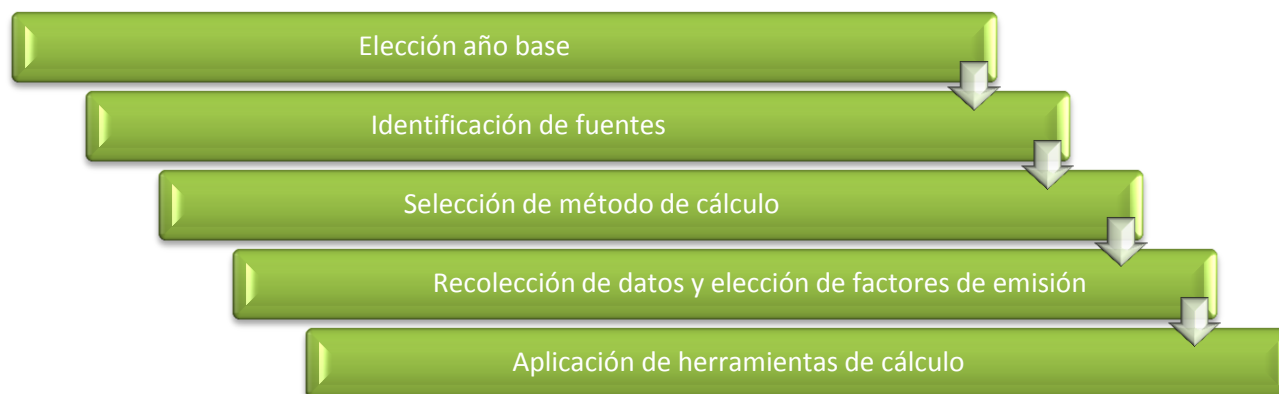 Elección año base
Identificación de fuentes
Selección de método de cálculo
Recolección de datos y elección de factores de emisión
Aplicación de herramientas de cálculo